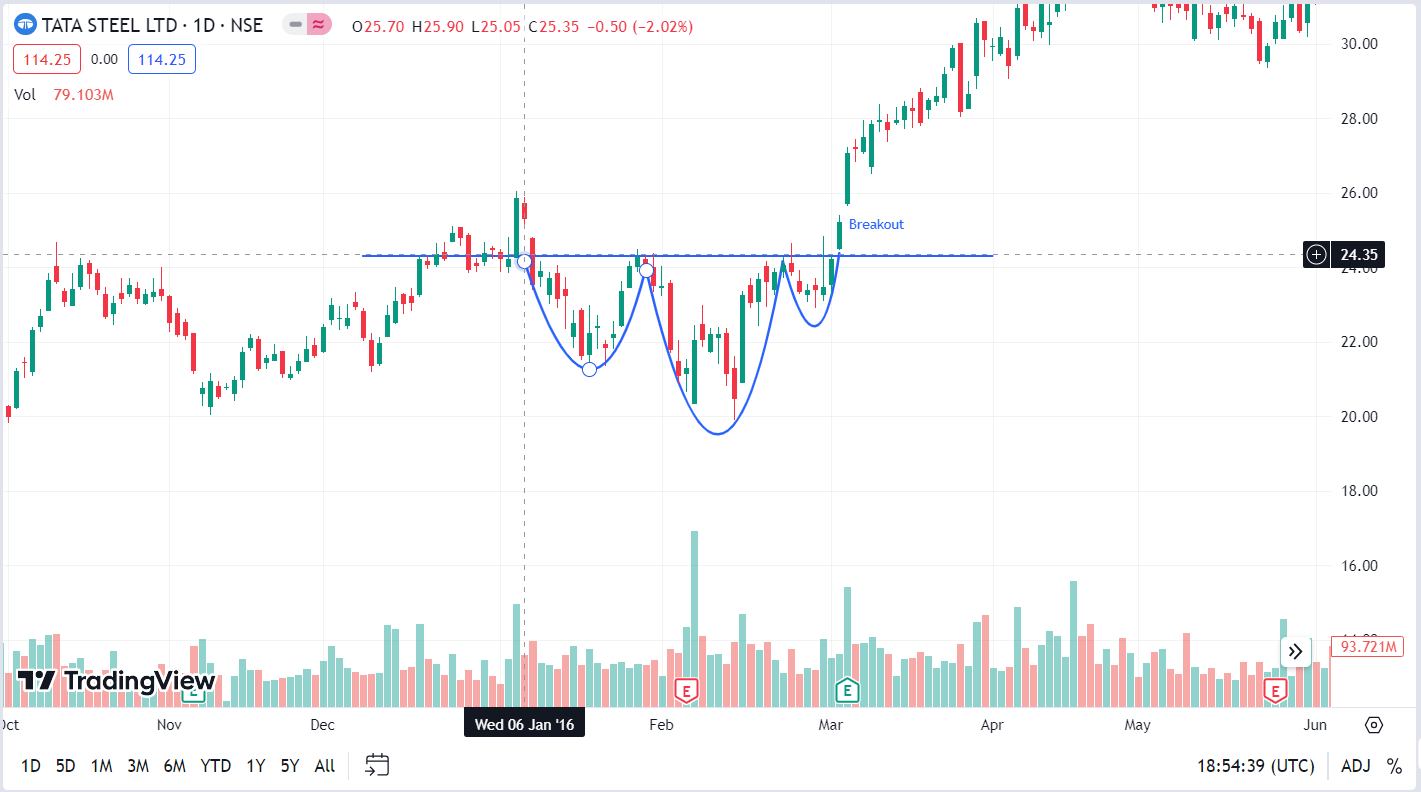 TATA STEEL LTD · 1D · NSE O25.70 H25.90 L25.05 C25.35 −0.50 (−2.02%)
114.25 0.00 114.25
Vol 79.103M
30.00
28.00
26.00
Breakout
24.35
24.00
22.00
20.00
18.00
16.00
93.721M
TradingView
E E E E
Oct Nov Dec Wed 06 Jan '16 Feb Mar Apr May Jun
1D 5D 1M 3M 6M YTD 1Y 5Y All 18:54:39 (UTC) ADJ %